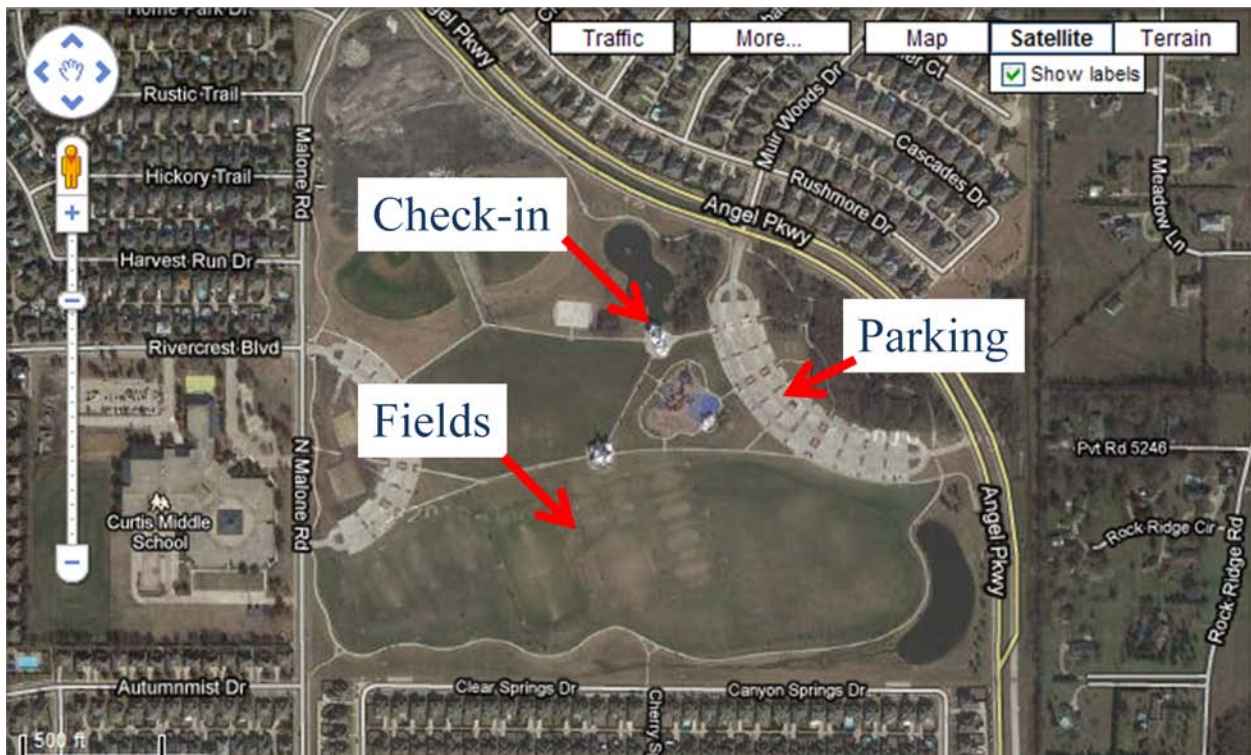 Home Park Dr
Angel Pkwy
Traffic
More...
Map
Satellite
Terrain
Show labels
Rustic Trail
Malone Rd
Muir Woods Dr
Cascades Dr
Meadow Ln
Hickory Trail
Rushmore Dr
Check-in
Angel Pkwy
Harvest Run Dr
Parking
Rivercrest Blvd
Fields
N Malone Rd
Pvt Rd 5246
Curtis Middle
School
Angel Pkwy
Rock Ridge Cir
Rock Ridge Rd
Autumnmist Dr
Clear Springs Dr
Canyon Springs Dr
Cherry S
500 ft